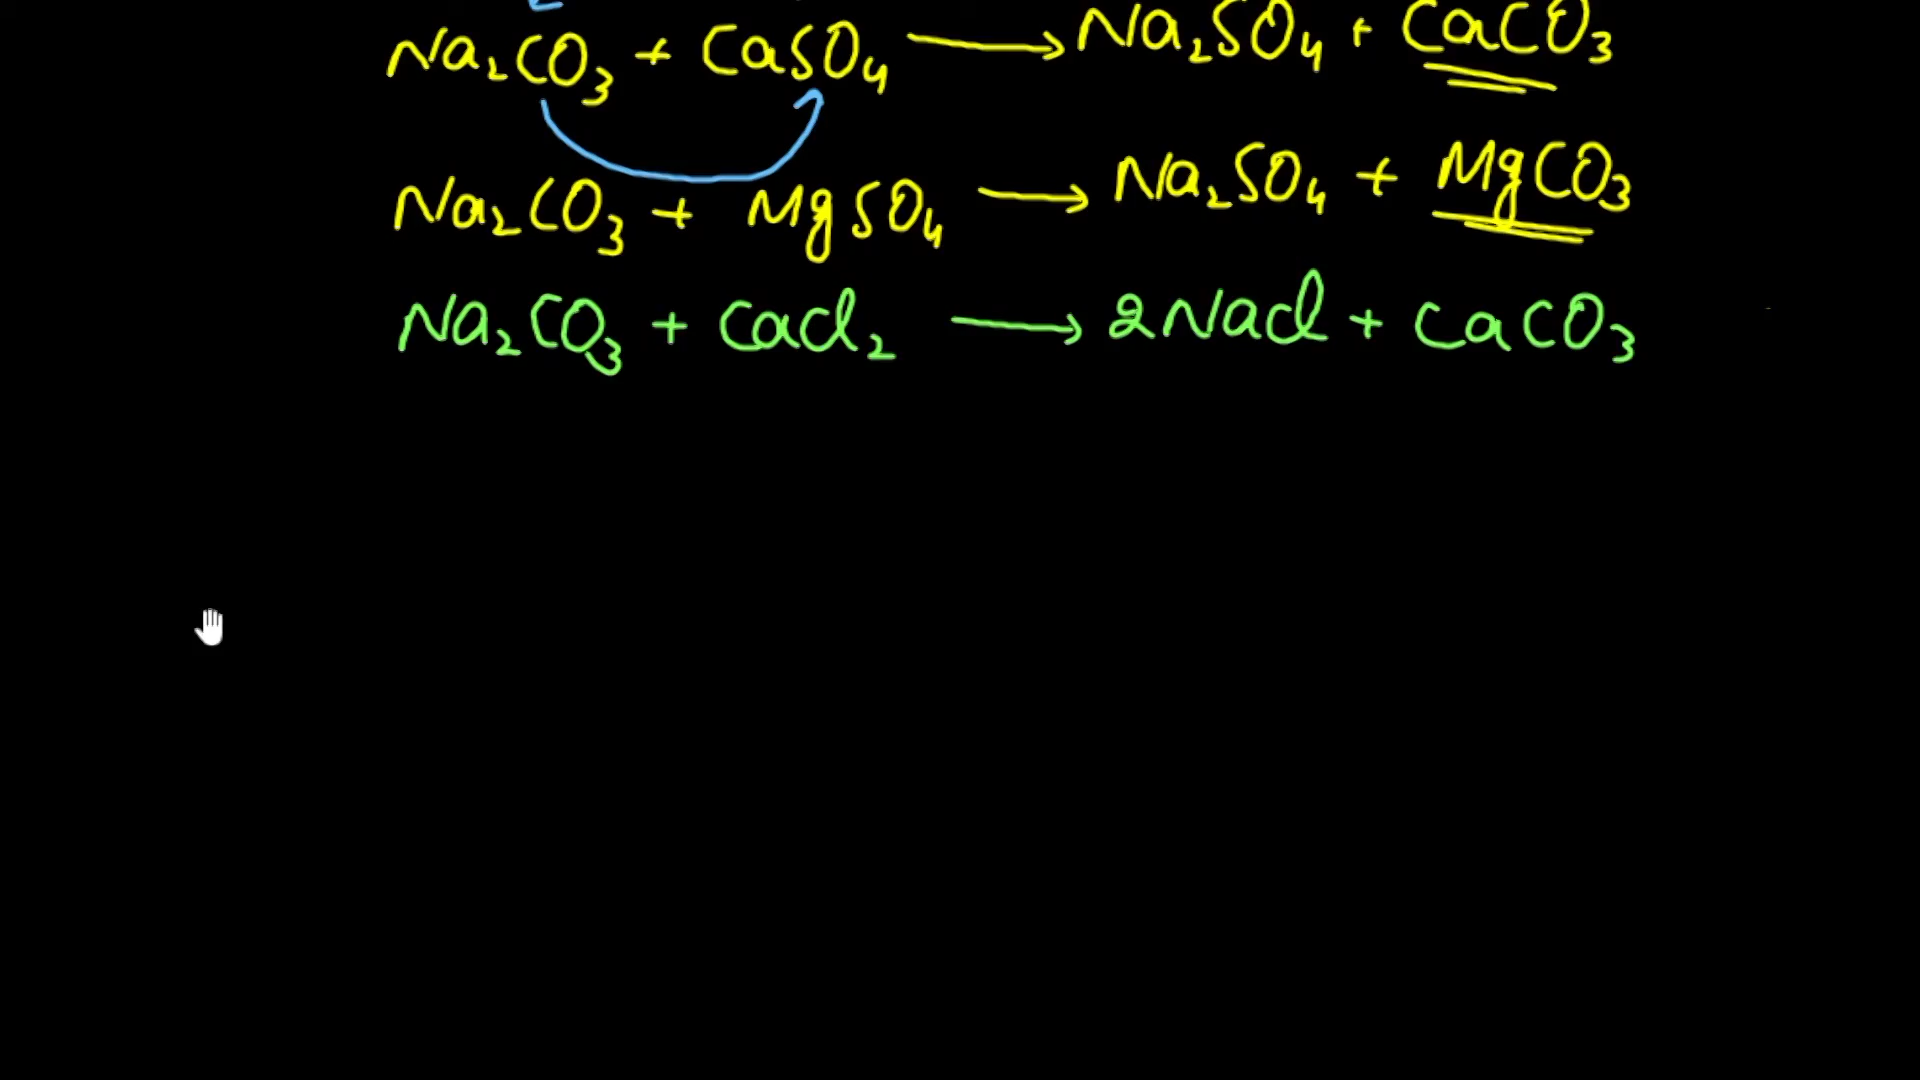 Na₂CO₃ + CaSO₄ ⟶ Na₂SO₄ + CaCO₃
Na₂CO₃ + MgSO₄ ⟶ Na₂SO₄ + MgCO₃
Na₂CO₃ + CaCl₂ ⟶ 2NaCl + CaCO₃